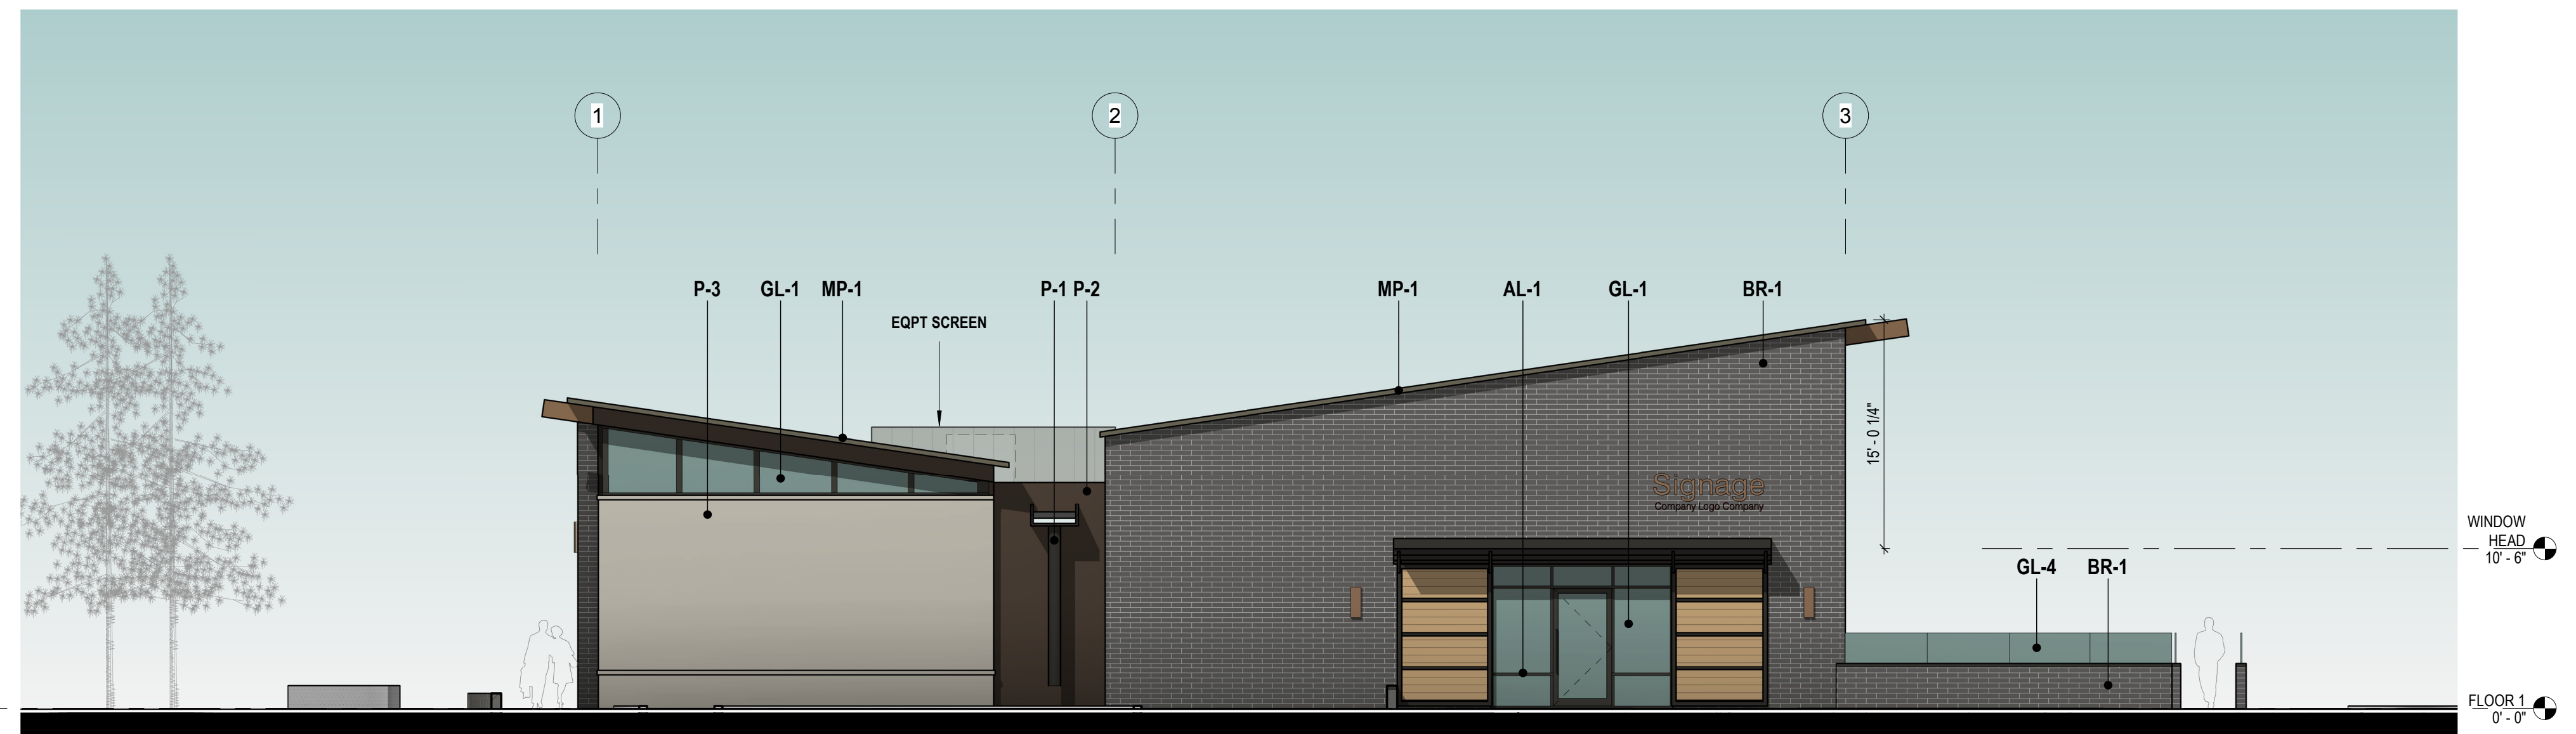 1
2
3
P-3
GL-1
MP-1
P-1
P-2
MP-1
AL-1
GL-1
BR-1
EQPT SCREEN
15' - 0 1/4"
Signage
Company Logo Company
WINDOW
HEAD
10' - 6"
GL-4
BR-1
FLOOR 1
0' - 0"